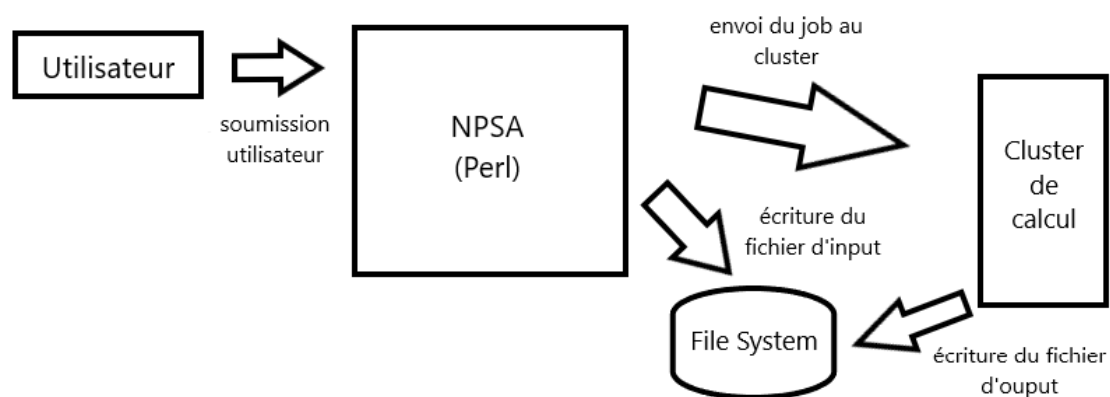 Utilisateur
soumission
utilisateur
NPSA
(Perl)
envoi du job au
cluster
écriture du
fichier d'input
Cluster
de
calcul
File System
écriture du fichier
d'ouput